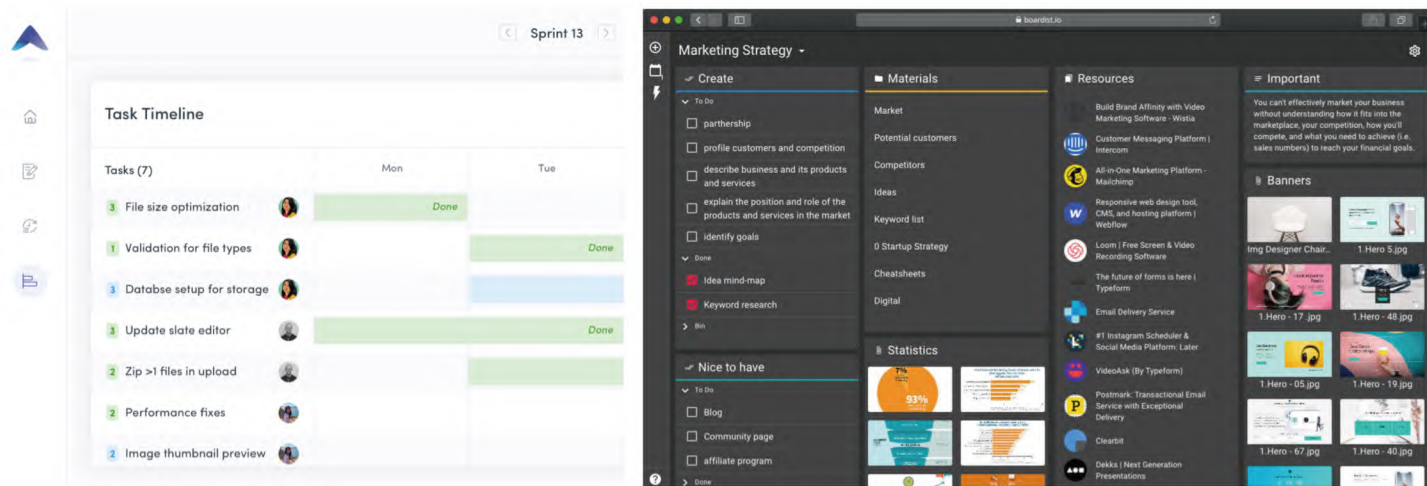 Sprint 13
Task Timeline
Tasks (7)
Mon
Tue
3 File size optimization
Done
1 Validation for file types
Done
3 Databse setup for storage
3 Update slate editor
Done
2 Zip >1 files in upload
2 Performance fixes
2 Image thumbnail preview
boardist.io
Marketing Strategy
Create
To Do
parthership
profile customers and competition
describe business and its products
and services
explain the position and role of the
products and services in the market
identify goals
Done
Idea mind-map
Keyword research
Bin
Nice to have
To Do
Blog
Community page
affiliate program
Done
Materials
Market
Potential customers
Competitors
Ideas
Keyword list
0 Startup Strategy
Cheatsheets
Digital
Statistics
7%
93%
Resources
Build Brand Affinity with Video
Marketing Software - Wistia
Customer Messaging Platform |
Intercom
All-in-One Marketing Platform -
Mailchimp
Responsive web design tool,
CMS, and hosting platform |
Webflow
Loom | Free Screen & Video
Recording Software
The future of forms is here |
Typeform
Email Delivery Service
#1 Instagram Scheduler &
Social Media Platform: Later
VideoAsk (By Typeform)
Postmark: Transactional Email
Service with Exceptional
Delivery
Clearbit
Dekks | Next Generation
Presentations
Important
You can't effectively market your business
without understanding how it fits into the
marketplace, your competition, how you'll
compete, and what you need to achieve (i.e.
sales numbers) to reach your financial goals.
Banners
Img Designer Chair...
1.Hero 5.jpg
1.Hero - 17 .jpg
1.Hero - 48.jpg
1.Hero - 05.jpg
1.Hero - 19.jpg
1.Hero - 67.jpg
1.Hero - 40.jpg